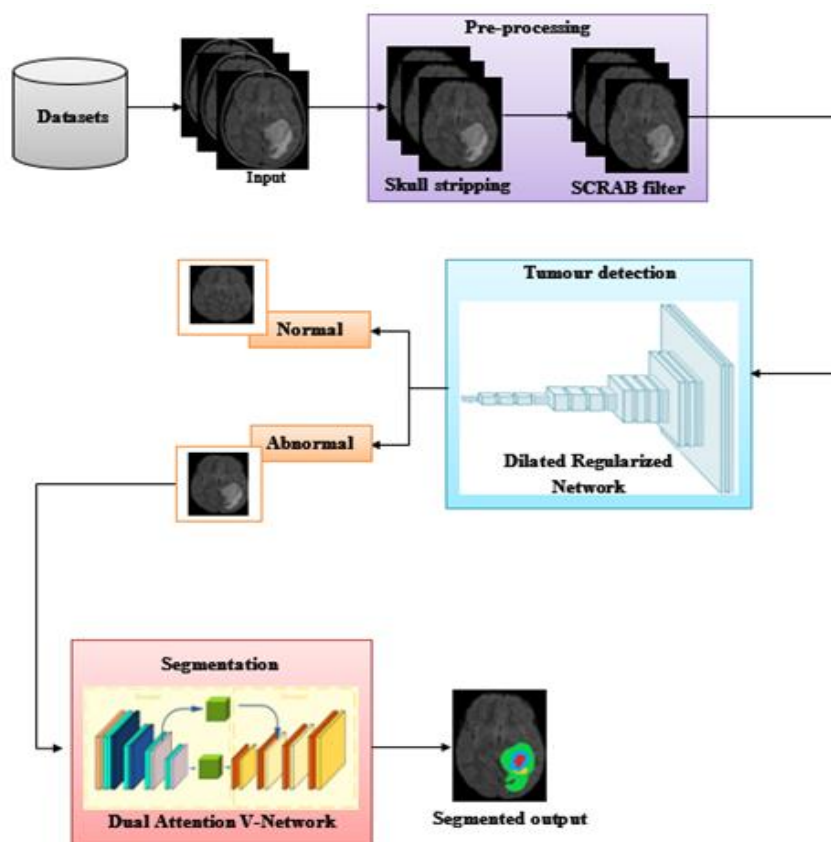 Pre-processing
Datasets
Input
Skull stripping
SCRAB filter
Tumour detection
Normal
Abnormal
Dilated Regularized
Network
Segmentation
Dual Attention V-Network
Segmented output